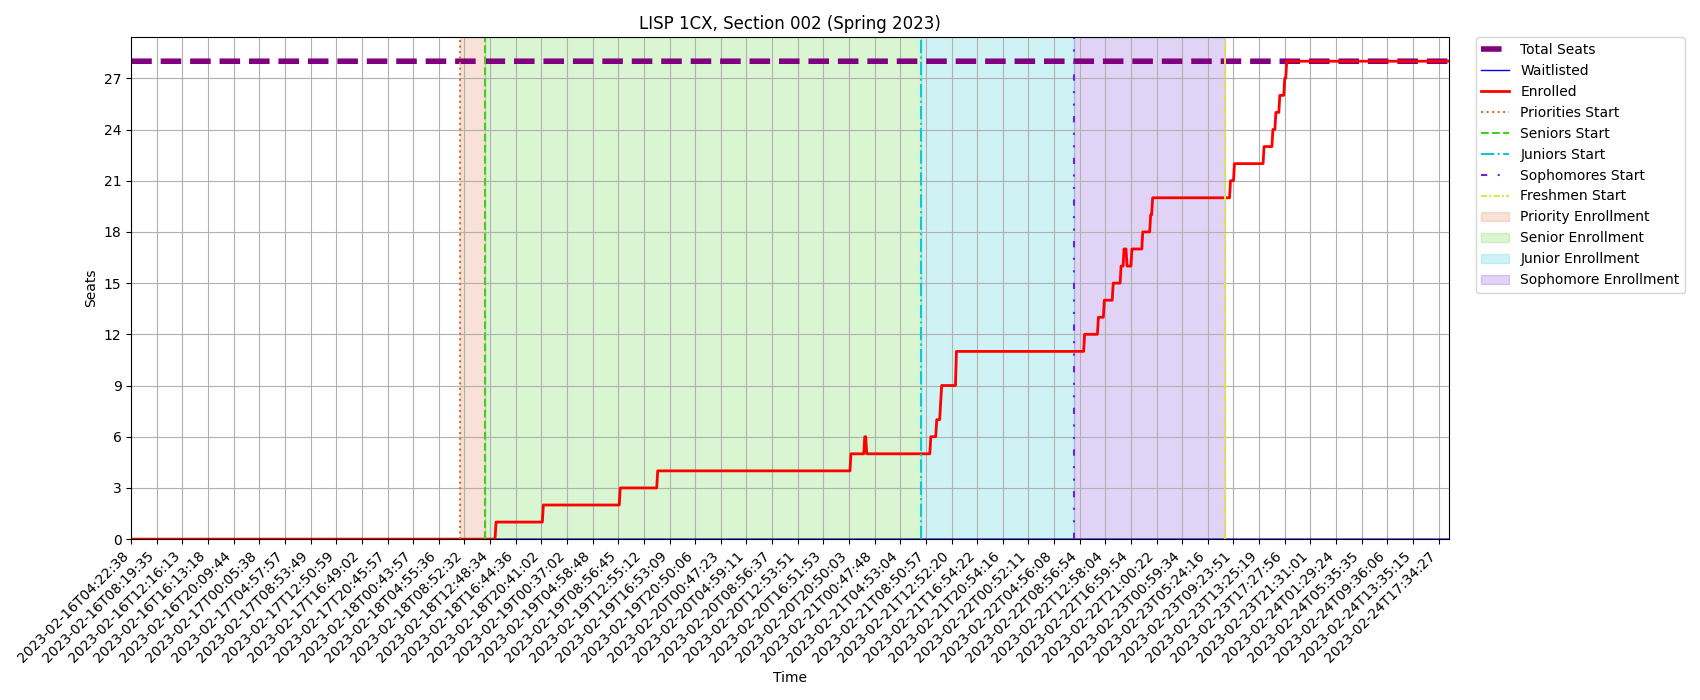 LISP 1CX, Section 002 (Spring 2023)
Total Seats
Waitlisted
Enrolled
Priorities Start
Seniors Start
Juniors Start
Sophomores Start
Freshmen Start
Priority Enrollment
Senior Enrollment
Junior Enrollment
Sophomore Enrollment
Seats
27
24
21
18
15
12
9
6
3
0
2023-02-16T04:22:38
2023-02-16T08:19:35
2023-02-16T12:16:13
2023-02-16T16:13:18
2023-02-16T20:09:44
2023-02-17T00:05:38
2023-02-17T04:57:57
2023-02-17T08:53:49
2023-02-17T12:50:59
2023-02-17T16:49:02
2023-02-17T20:45:57
2023-02-18T00:43:57
2023-02-18T04:55:36
2023-02-18T08:52:32
2023-02-18T12:48:34
2023-02-18T16:44:36
2023-02-18T20:41:02
2023-02-19T00:37:02
2023-02-19T04:58:48
2023-02-19T08:56:45
2023-02-19T12:55:12
2023-02-19T16:53:09
2023-02-19T20:50:06
2023-02-20T00:47:23
2023-02-20T04:59:11
2023-02-20T08:56:37
2023-02-20T12:53:51
2023-02-20T16:51:53
2023-02-20T20:50:03
2023-02-21T00:47:48
2023-02-21T04:53:04
2023-02-21T08:50:57
2023-02-21T12:52:20
2023-02-21T16:54:22
2023-02-21T20:54:16
2023-02-22T00:52:11
2023-02-22T04:56:08
2023-02-22T08:56:54
2023-02-22T12:58:04
2023-02-22T16:59:54
2023-02-22T21:00:22
2023-02-23T00:59:34
2023-02-23T05:24:16
2023-02-23T09:23:51
2023-02-23T13:25:19
2023-02-23T17:27:56
2023-02-23T21:31:01
2023-02-24T01:29:24
2023-02-24T05:35:35
2023-02-24T09:36:06
2023-02-24T13:35:15
2023-02-24T17:34:27
Time